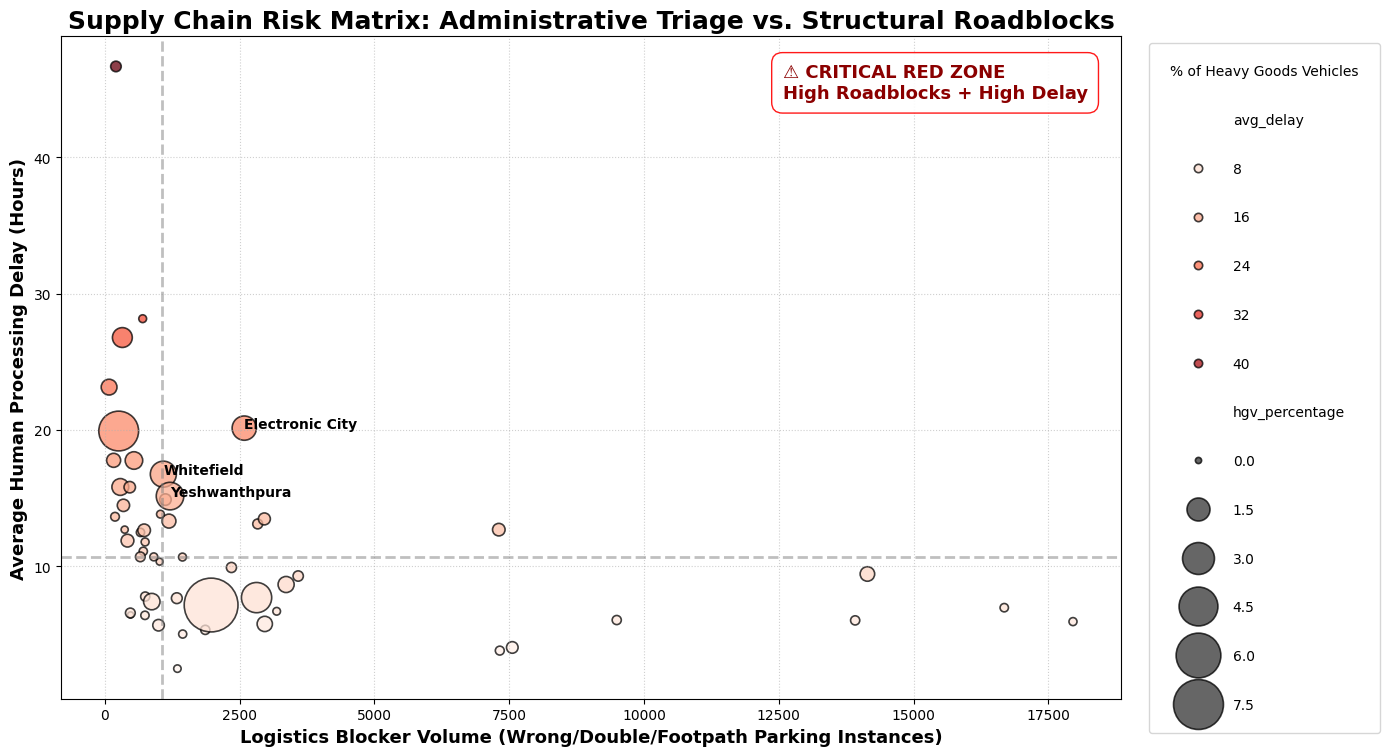 Supply Chain Risk Matrix: Administrative Triage vs. Structural Roadblocks
⚠ CRITICAL RED ZONE
High Roadblocks + High Delay
Average Human Processing Delay (Hours)
40
30
20
10
Electronic City
Whitefield
Yeshwanthpura
0
2500
5000
7500
10000
12500
15000
17500
Logistics Blocker Volume (Wrong/Double/Footpath Parking Instances)
% of Heavy Goods Vehicles
avg_delay
8
16
24
32
40
hgv_percentage
0.0
1.5
3.0
4.5
6.0
7.5